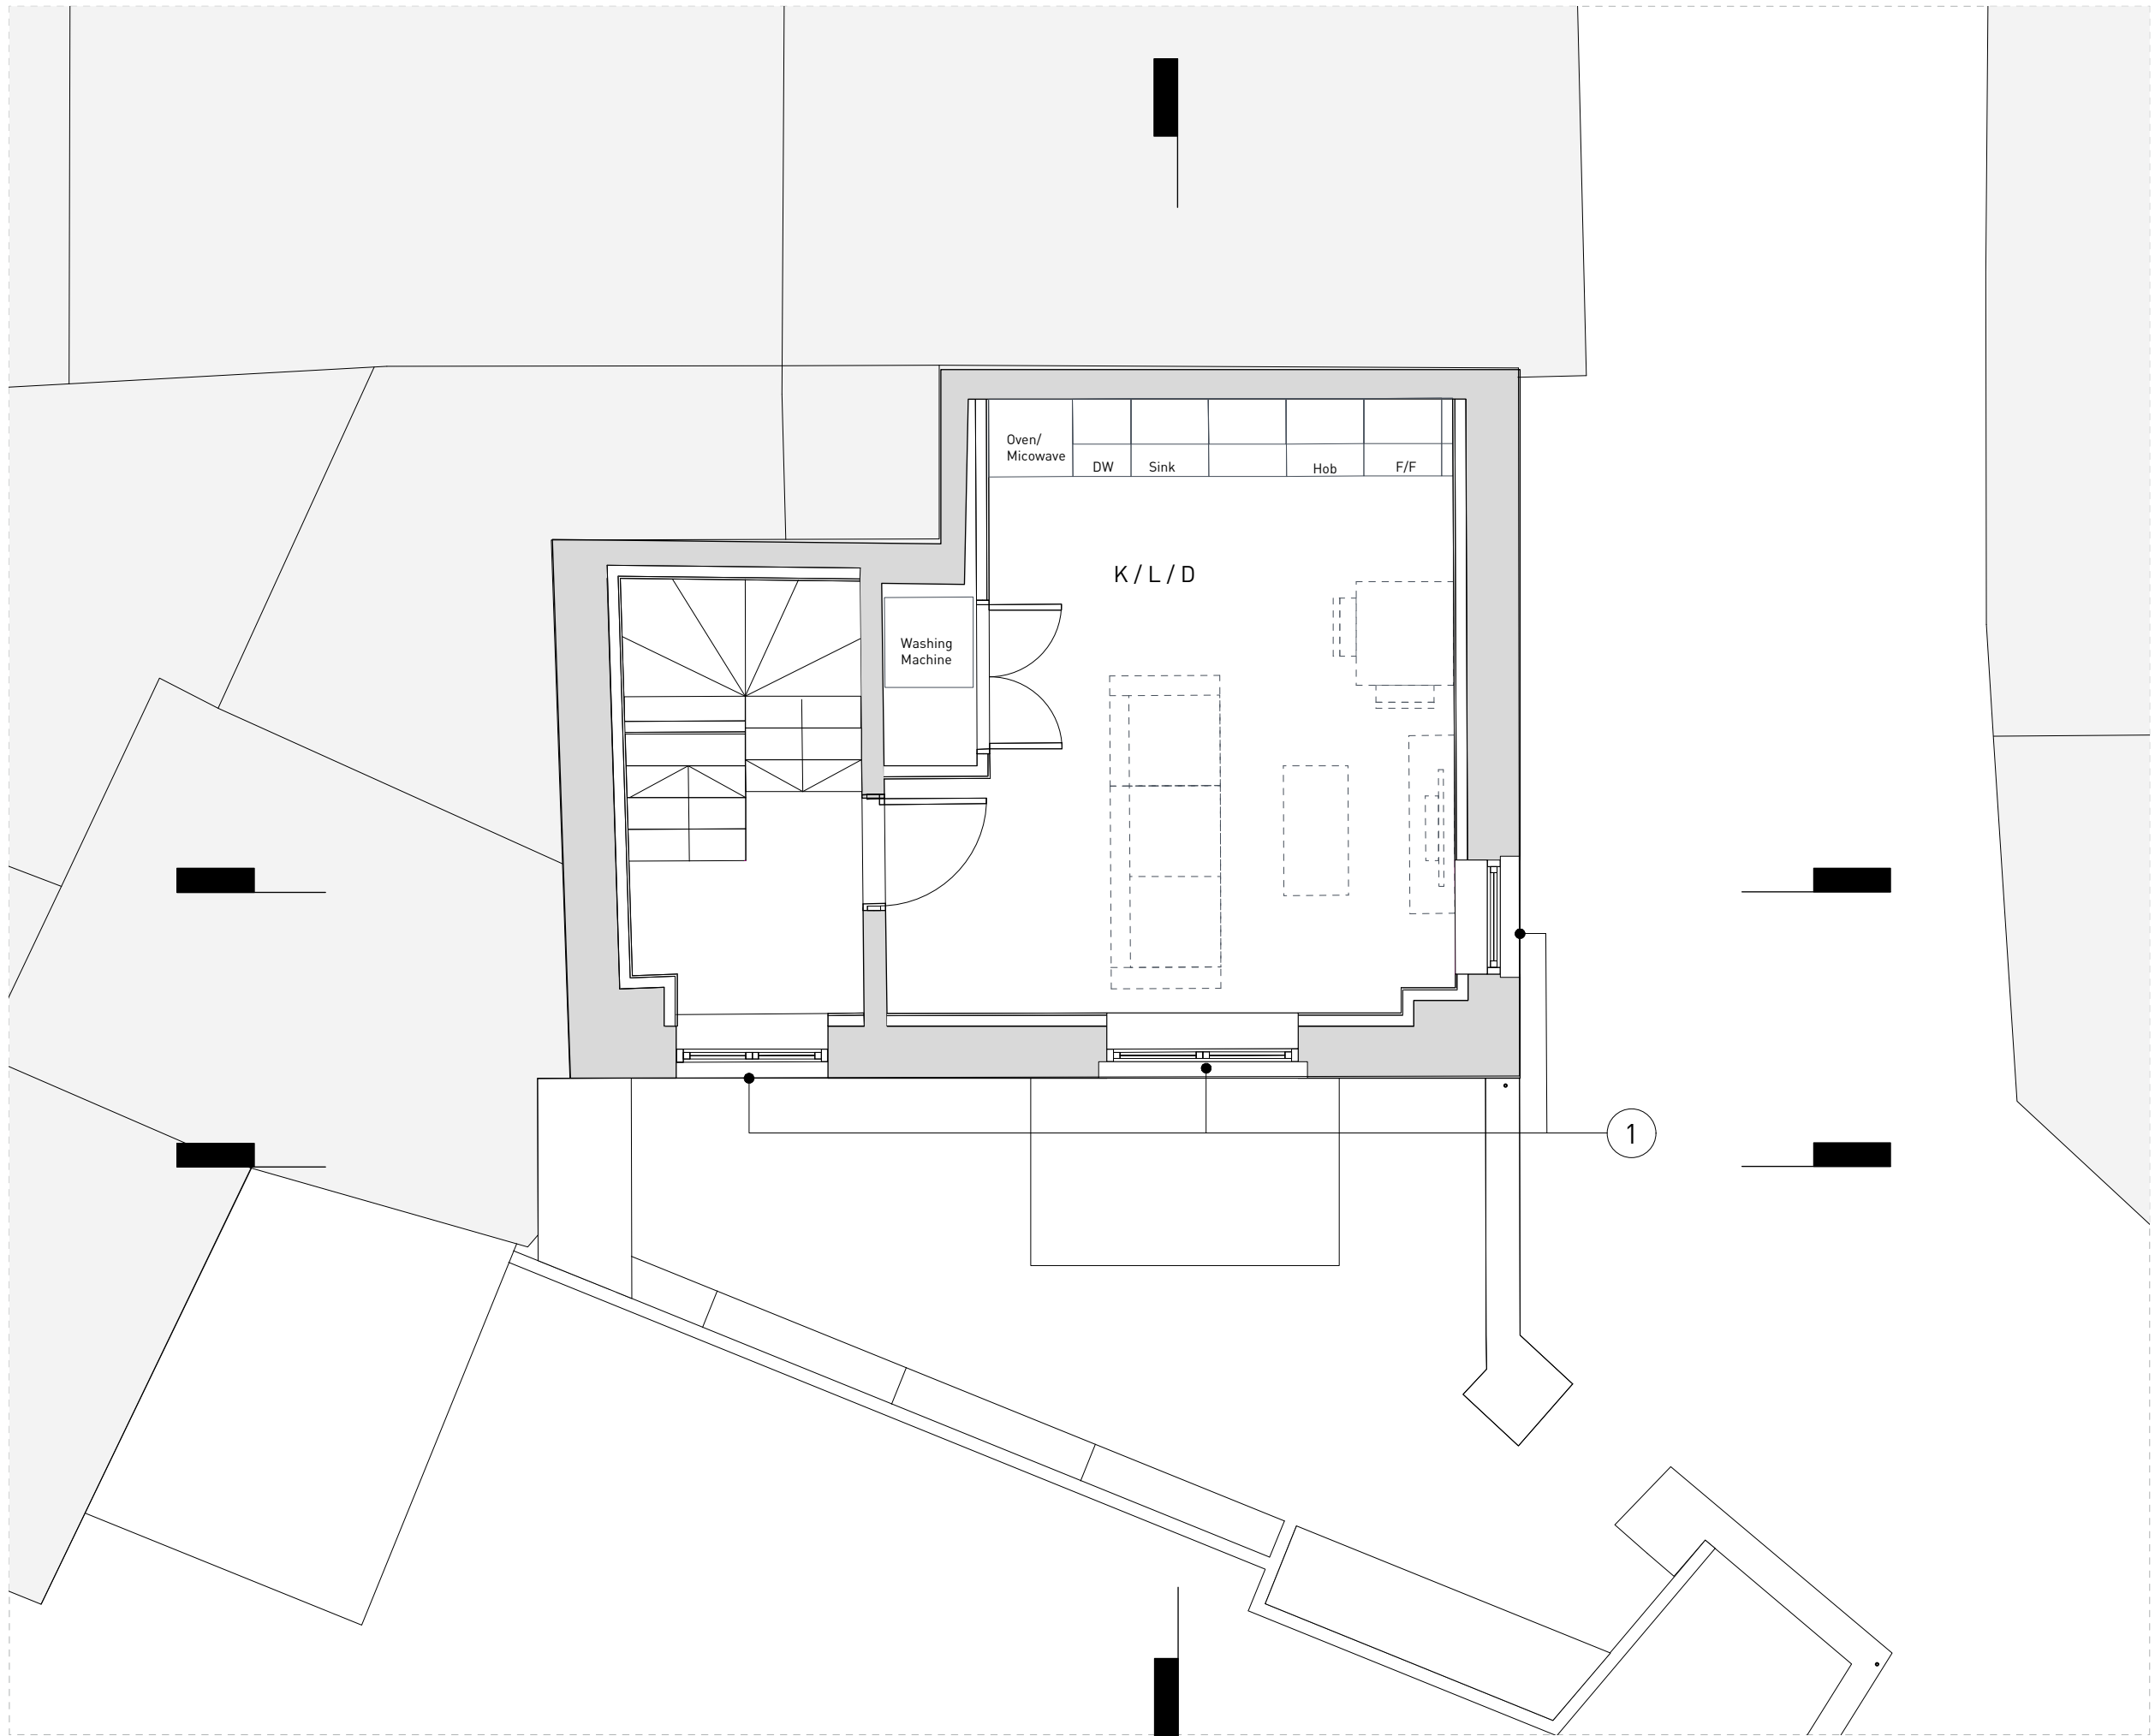 Oven/
Micowave
DW
Sink
Hob
F/F
K / L / D
Washing
Machine
1